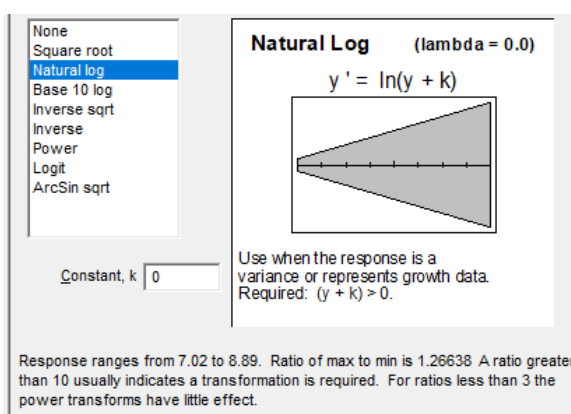 None
Square root
Natural log
Base 10 log
Inverse sqrt
Inverse
Power
Logit
ArcSin sqrt
Constant, k 0
Natural Log (lambda = 0.0)
y ' = ln(y + k)
Use when the response is a
variance or represents growth data.
Required: (y + k) > 0.
Response ranges from 7.02 to 8.89. Ratio of max to min is 1.26638 A ratio greate
than 10 usually indicates a transformation is required. For ratios less than 3 the
power transforms have little effect.